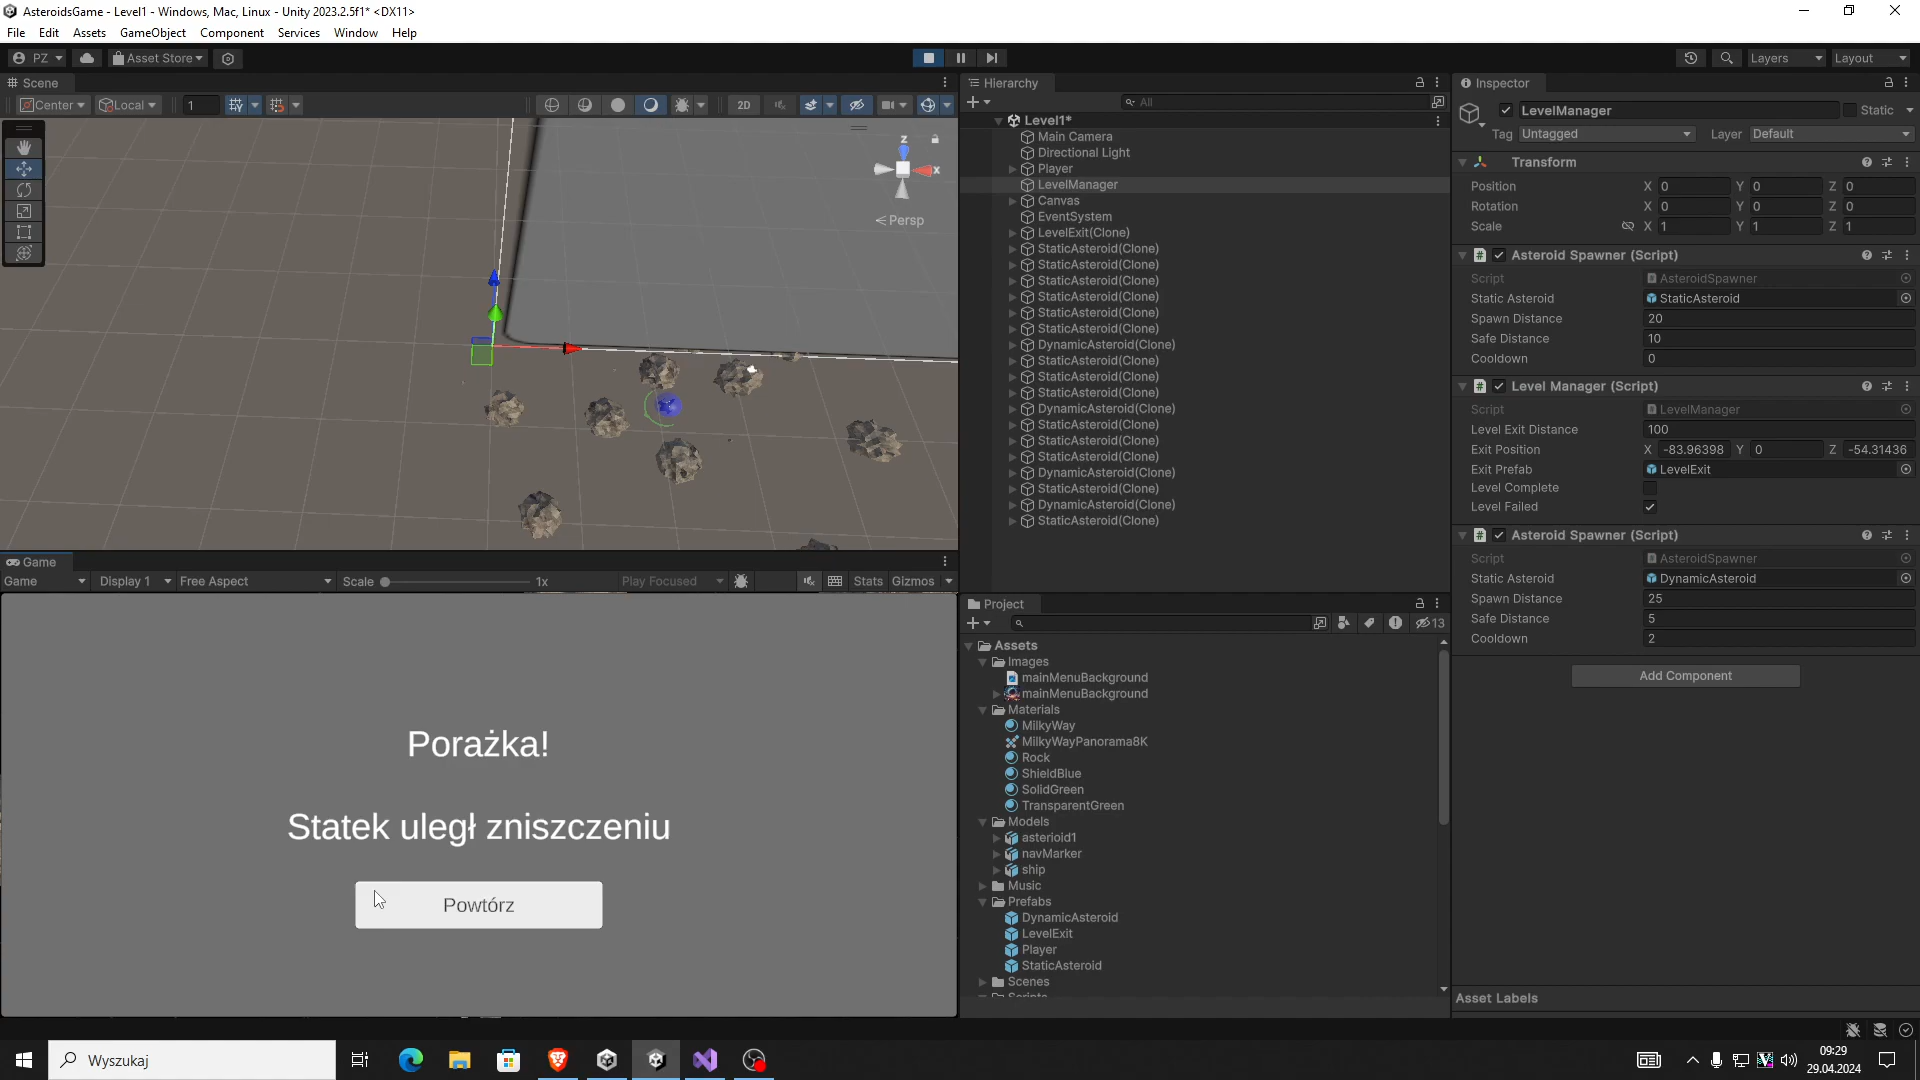 AsteroidsGame - Level1 - Windows, Mac, Linux - Unity 2023.2.5f1* <DX11>
File Edit Assets GameObject Component Services Window Help
PZ Asset Store Layers Layout
Scene
Center Local 1 2D
z
x
Persp
Hierarchy
All
Level1*
Main Camera
Directional Light
Player
LevelManager
Canvas
EventSystem
LevelExit(Clone)
StaticAsteroid(Clone)
StaticAsteroid(Clone)
StaticAsteroid(Clone)
StaticAsteroid(Clone)
StaticAsteroid(Clone)
StaticAsteroid(Clone)
DynamicAsteroid(Clone)
StaticAsteroid(Clone)
StaticAsteroid(Clone)
StaticAsteroid(Clone)
DynamicAsteroid(Clone)
StaticAsteroid(Clone)
StaticAsteroid(Clone)
StaticAsteroid(Clone)
DynamicAsteroid(Clone)
StaticAsteroid(Clone)
DynamicAsteroid(Clone)
StaticAsteroid(Clone)
Inspector
LevelManager Static
Tag Untagged Layer Default
Transform
Position X 0 Y 0 Z 0
Rotation X 0 Y 0 Z 0
Scale X 1 Y 1 Z 1
Asteroid Spawner (Script)
Script AsteroidSpawner
Static Asteroid StaticAsteroid
Spawn Distance 20
Safe Distance 10
Cooldown 0
Level Manager (Script)
Script LevelManager
Level Exit Distance 100
Exit Position X -83.96398 Y 0 Z -54.31436
Exit Prefab LevelExit
Level Complete
Level Failed
Asteroid Spawner (Script)
Script AsteroidSpawner
Static Asteroid DynamicAsteroid
Spawn Distance 25
Safe Distance 5
Cooldown 2
Add Component
Asset Labels
Game
Game Display 1 Free Aspect Scale 1x Play Focused Stats Gizmos
Porażka!
Statek uległ zniszczeniu
Powtórz
Project
13
Assets
Images
mainMenuBackground
mainMenuBackground
Materials
MilkyWay
MilkyWayPanorama8K
Rock
ShieldBlue
SolidGreen
TransparentGreen
Models
asterioid1
navMarker
ship
Music
Prefabs
DynamicAsteroid
LevelExit
Player
StaticAsteroid
Scenes
Scripts
Wyszukaj
09:29
29.04.2024